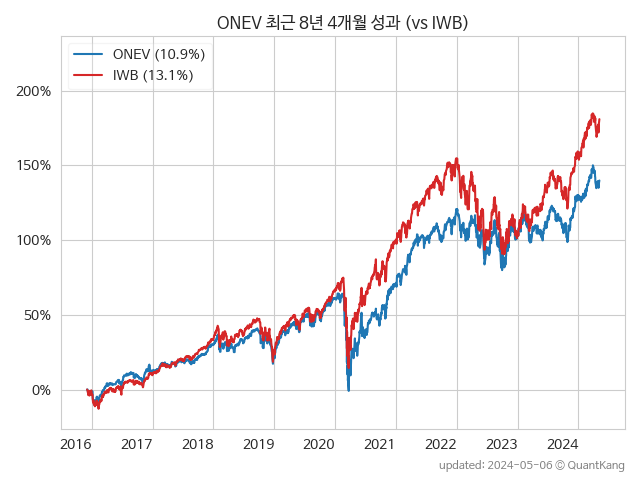 ONEV 최근 8년 4개월 성과 (vs IWB)
ONEV (10.9%)
IWB (13.1%)
200%
150%
100%
50%
0%
2016 2017 2018 2019 2020 2021 2022 2023 2024
updated: 2024-05-06 © QuantKang